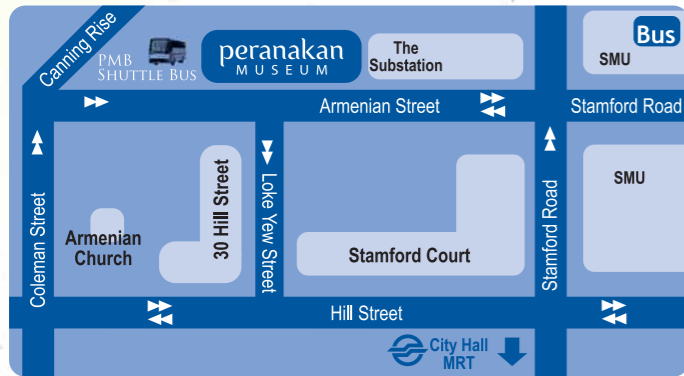 Canning Rise
PMB
SHUTTLE BUS
peranakan
MUSEUM
The
Substation
Bus
SMU
Armenian Street
Stamford Road
Coleman Street
Armenian
Church
30 Hill Street
Loke Yew Street
Stamford Court
Stamford Road
SMU
Hill Street
City Hall
MRT